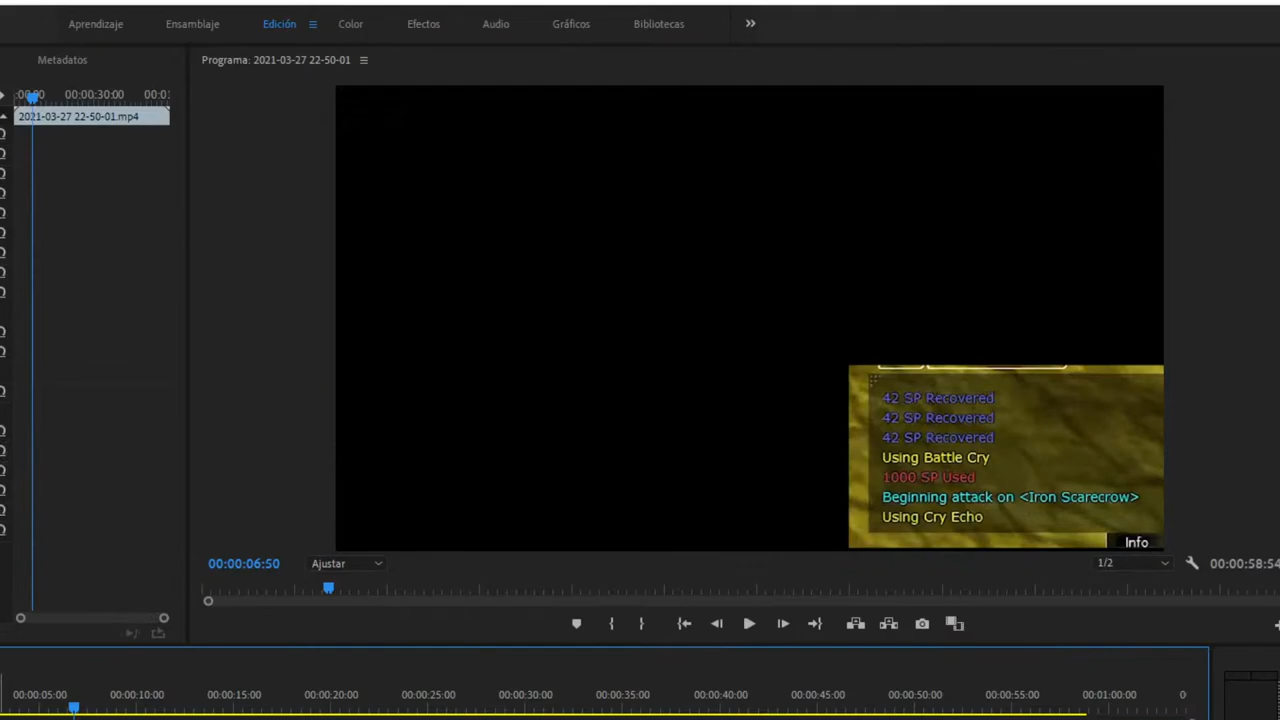 Aprendizaje Ensamblaje Edición Color Efectos Audio Gráficos Bibliotecas
Metadatos
Programa: 2021-03-27 22-50-01
00:00:30:00
2021-03-27 22-50-01.mp4
42 SP Recovered
42 SP Recovered
42 SP Recovered
Using Battle Cry
1000 SP Used
Beginning attack on <Iron Scarecrow>
Using Cry Echo
Info
00:00:06:50 Ajustar 1/2 00:00:58:54
00:00:05:00 00:00:10:00 00:00:15:00 00:00:20:00 00:00:25:00 00:00:30:00 00:00:35:00 00:00:40:00 00:00:45:00 00:00:50:00 00:00:55:00 00:01:00:00